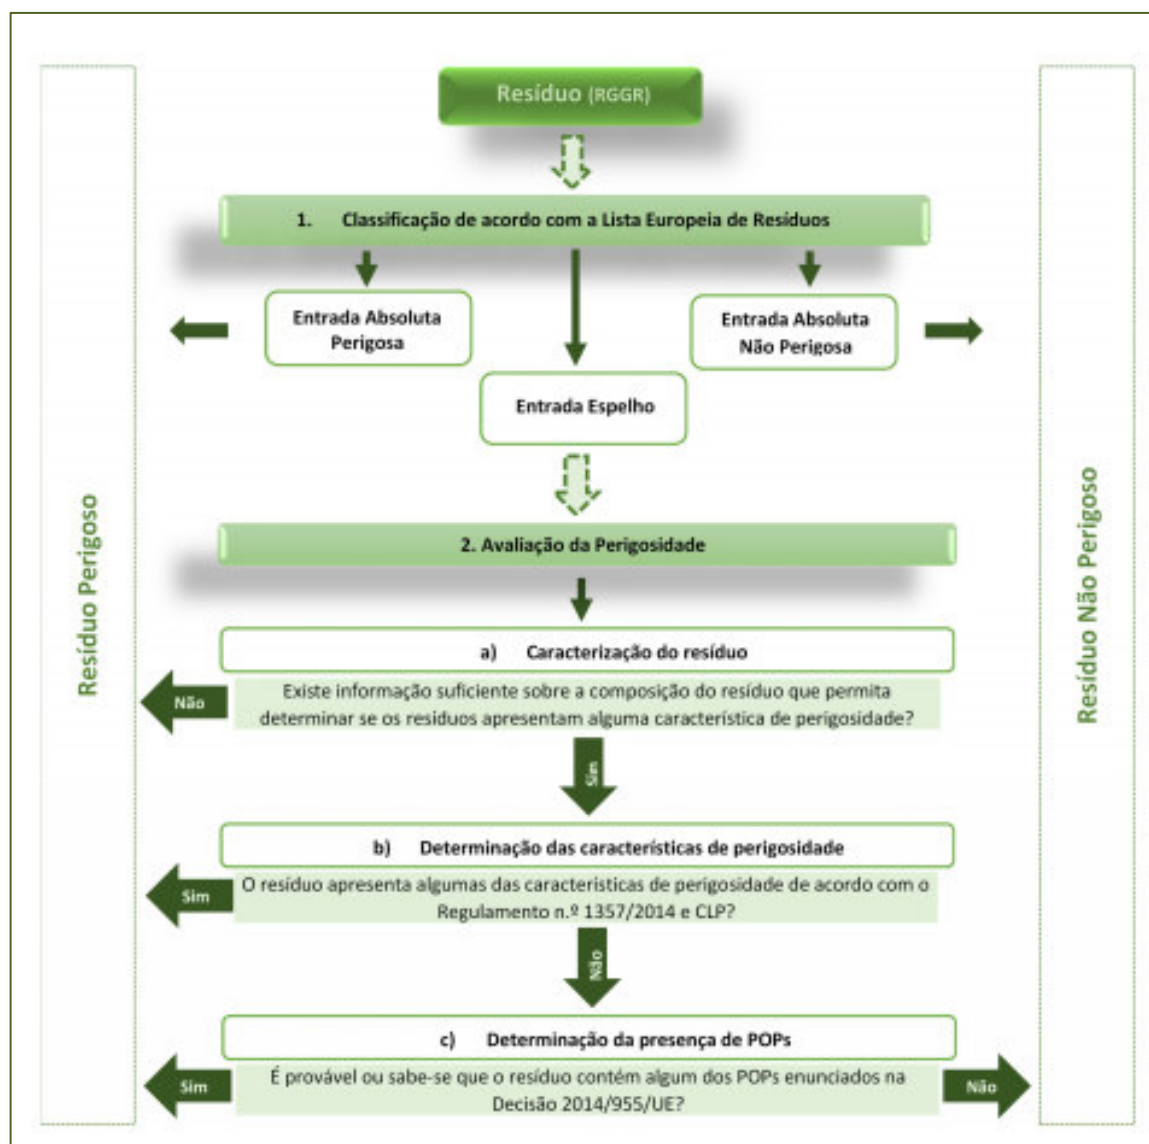 Resíduo (RGGR)
1. Classificação de acordo com a Lista Europeia de Resíduos
Entrada Absoluta
Perigosa
Entrada Absoluta
Não Perigosa
Entrada Espelho
Resíduo Perigoso
Resíduo Não Perigoso
2. Avaliação da Perigosidade
a) Caracterização do resíduo
Não
Existe informação suficiente sobre a composição do resíduo que permita
determinar se os resíduos apresentam alguma característica de perigosidade?
Sim
b) Determinação das características de perigosidade
Sim
O resíduo apresenta algumas das características de perigosidade de acordo com o
Regulamento n.º 1357/2014 e CLP?
Não
c) Determinação da presença de POPs
Sim
É provável ou sabe-se que o resíduo contém algum dos POPs enunciados na
Decisão 2014/955/UE?
Não